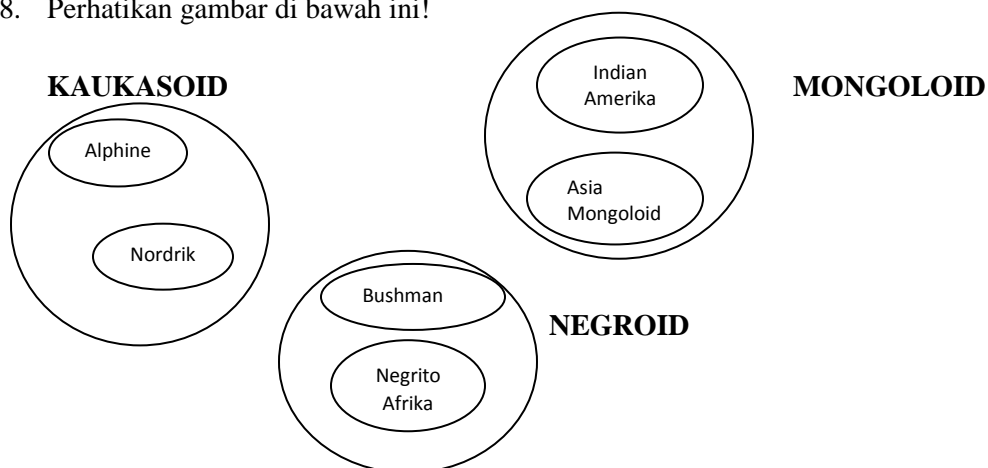 8. Perhatikan gambar di bawah ini!
KAUKASOID
MONGOLOID
Indian
Amerika
Alphine
Asia
Mongoloid
Nordrik
Bushman
NEGROID
Negrito
Afrika